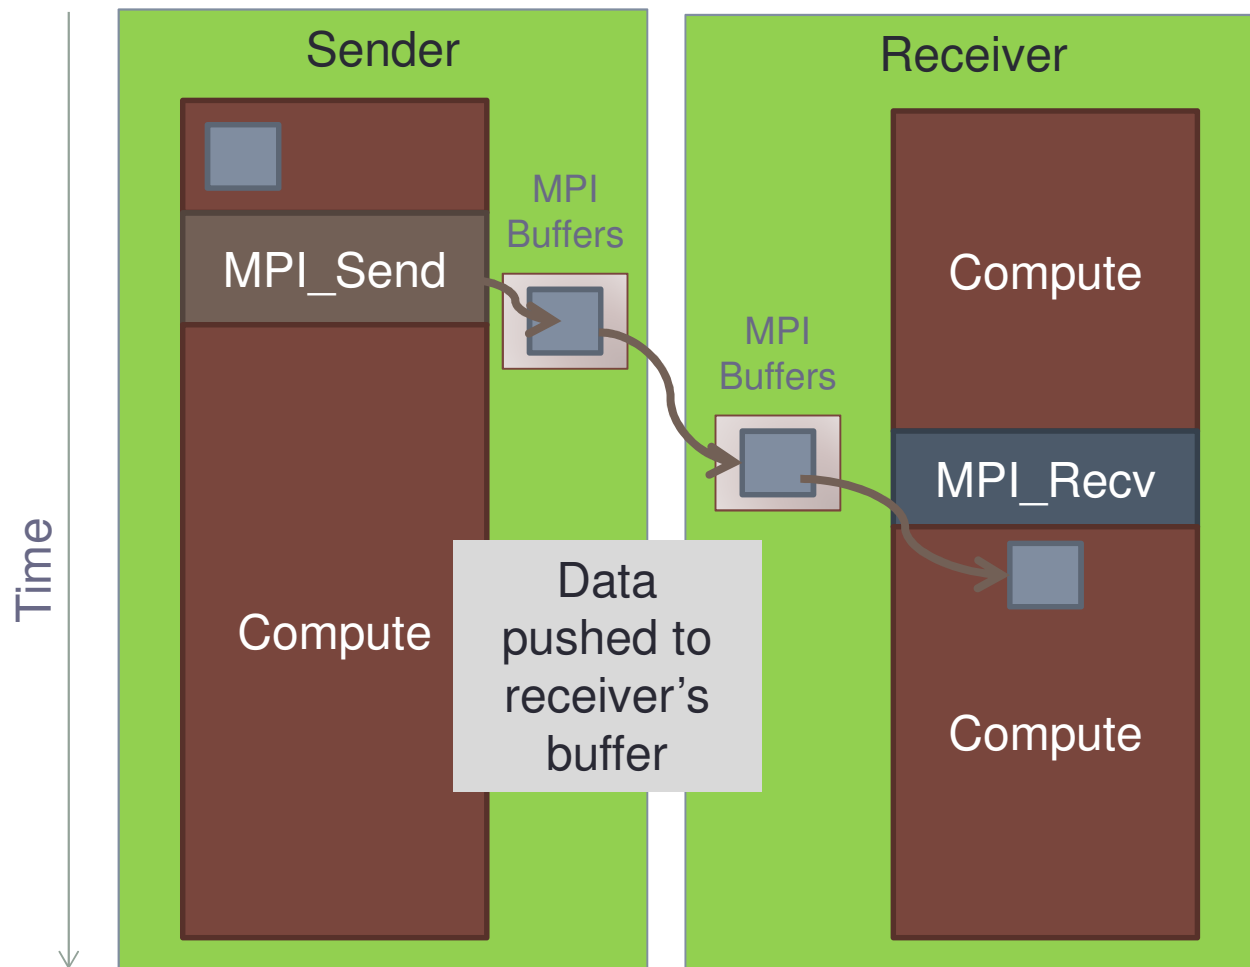 Sender
Receiver
MPI
Buffers
MPI_Send
Compute
MPI
Buffers
MPI_Recv
Time
Compute
Data
pushed to
receiver’s
buffer
Compute